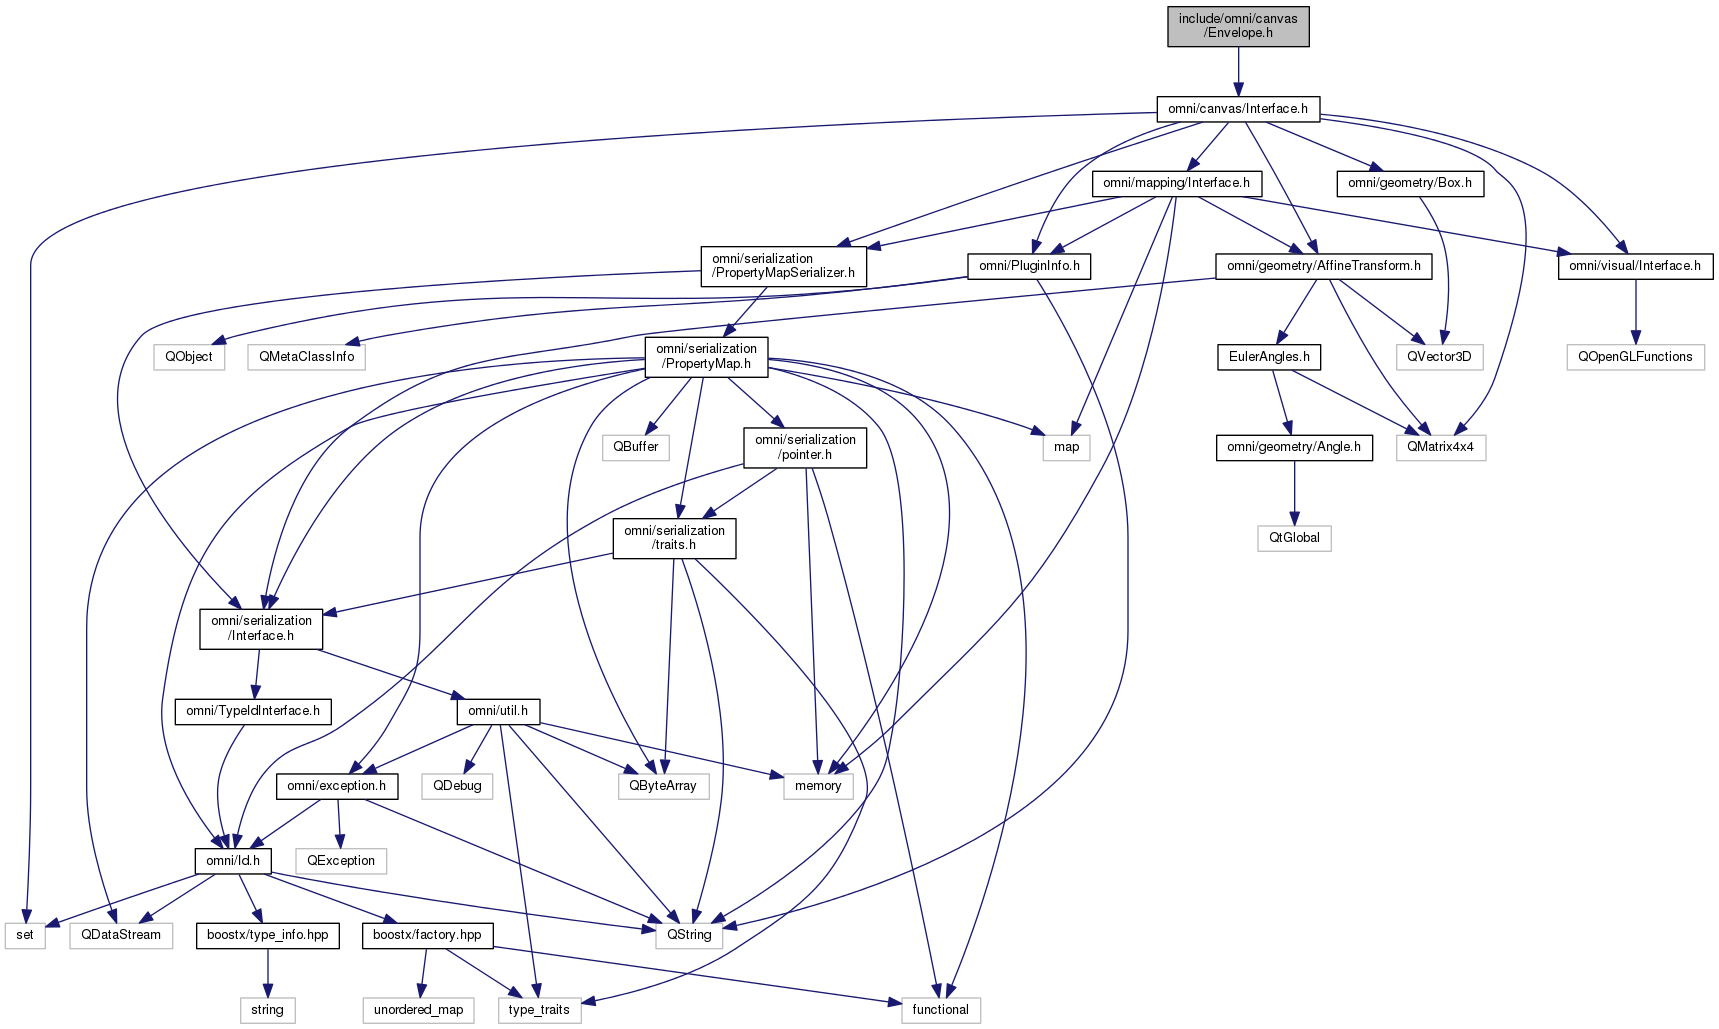 include/omni/canvas
/Envelope.h
omni/canvas/Interface.h
omni/mapping/Interface.h
omni/geometry/Box.h
omni/serialization
/PropertyMapSerializer.h
omni/PluginInfo.h
omni/geometry/AffineTransform.h
omni/visual/Interface.h
QObject
QMetaClassInfo
omni/serialization
/PropertyMap.h
EulerAngles.h
QVector3D
QOpenGLFunctions
QBuffer
omni/serialization
/pointer.h
map
omni/geometry/Angle.h
QMatrix4x4
omni/serialization
/traits.h
QtGlobal
omni/serialization
/Interface.h
omni/TypeIdInterface.h
omni/util.h
omni/exception.h
QDebug
QByteArray
memory
omni/Id.h
QException
set
QDataStream
boostx/type_info.hpp
boostx/factory.hpp
QString
string
unordered_map
type_traits
functional